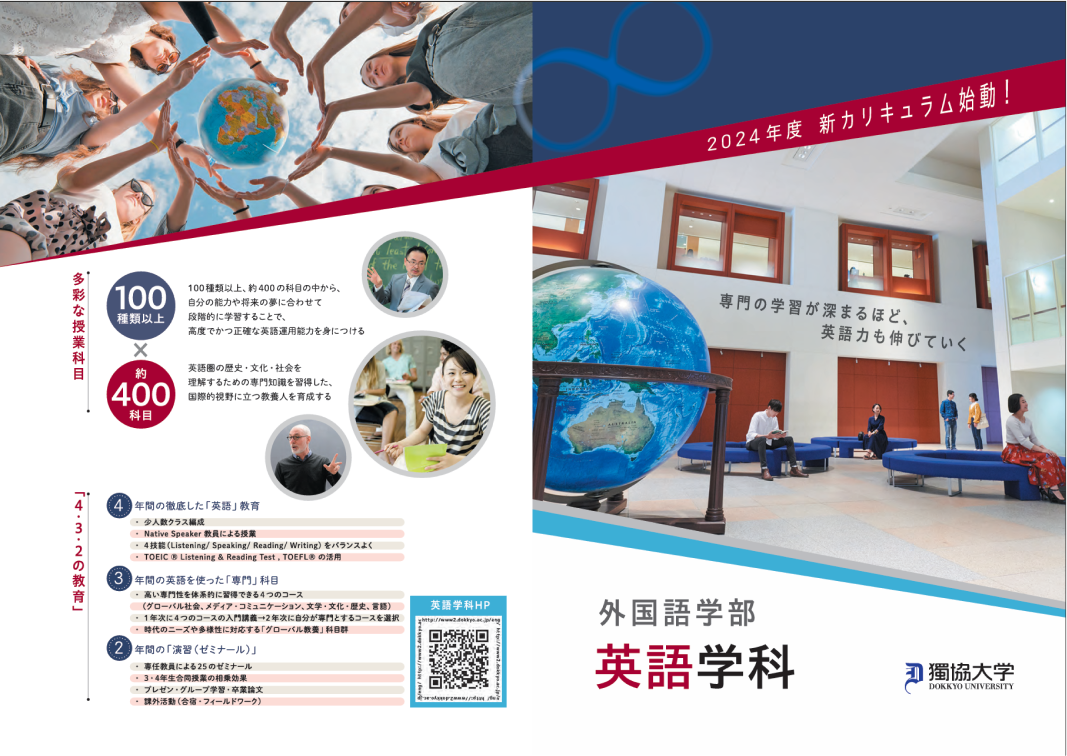 多彩な授業科目
100
種類以上
×
約
400
科目
100種類以上、約400の科目の中から、
自分の能力や将来の夢に合わせて
段階的に学習することで、
高度でかつ正確な英語運用能力を身につける
英語圏の歴史・文化・社会を
理解するための専門知識を習得した、
国際的視野に立つ教養人を育成する
「4・3・2の教育」
4 年間の徹底した「英語」教育
・ 少人数クラス編成
・ Native Speaker 教員による授業
・ 4技能(Listening/ Speaking/ Reading/ Writing) をバランスよく
・ TOEIC ® Listening & Reading Test , TOEFL® の活用
3 年間の英語を使った「専門」科目
・ 高い専門性を体系的に習得できる4つのコース
(グローバル社会、メディア・コミュニケーション、文学・文化・歴史、言語)
・ 1年次に4つのコースの入門講義→2年次に自分が専門とするコースを選択
・ 時代のニーズや多様性に対応する「グローバル教養」科目群
2 年間の「演習(ゼミナール)」
・ 専任教員による25のゼミナール
・ 3・4年生合同授業の相乗効果
・ プレゼン・グループ学習・卒業論文
・ 課外活動(合宿・フィールドワーク)
英語学科HP
2024年度 新カリキュラム始動!
専門の学習が深まるほど、
英語力も伸びていく
外国語学部
英語学科
獨協大学
DOKKYO UNIVERSITY